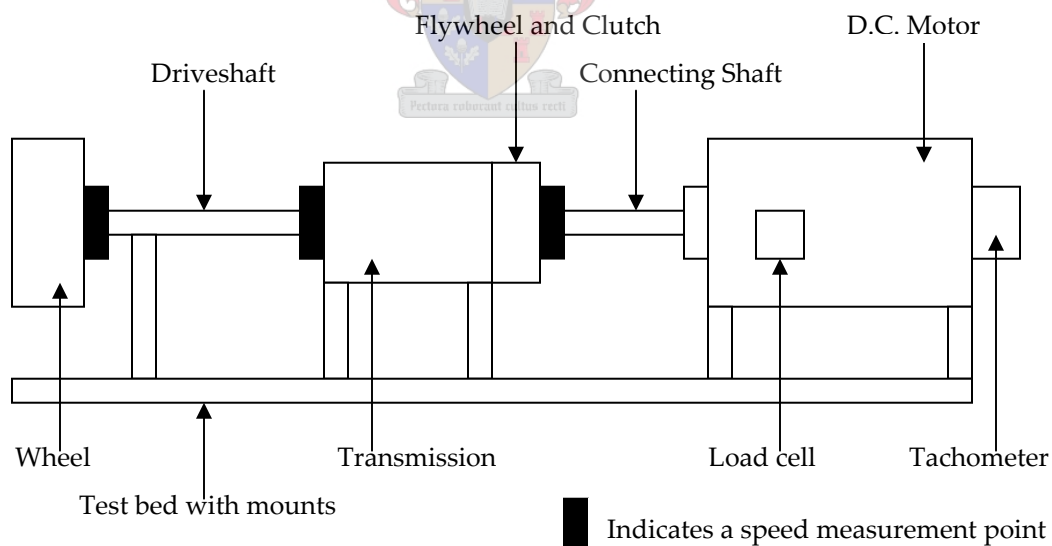 Flywheel and Clutch
D.C. Motor
Driveshaft
Connecting Shaft
Pectora roborant cultus recti
Wheel
Transmission
Load cell
Tachometer
Test bed with mounts
Indicates a speed measurement point